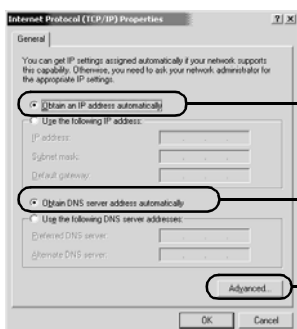 Internet Protocol (TCP/IP) Properties
General
You can get IP settings assigned automatically if your network supports
this capability. Otherwise, you need to ask your network administrator for
the appropriate IP settings.
Obtain an IP address automatically
Use the following IP address:
IP address:
Subnet mask:
Default gateway:
Obtain DNS server address automatically
Use the following DNS server addresses:
Preferred DNS server:
Alternate DNS server:
Advanced...
OK
Cancel